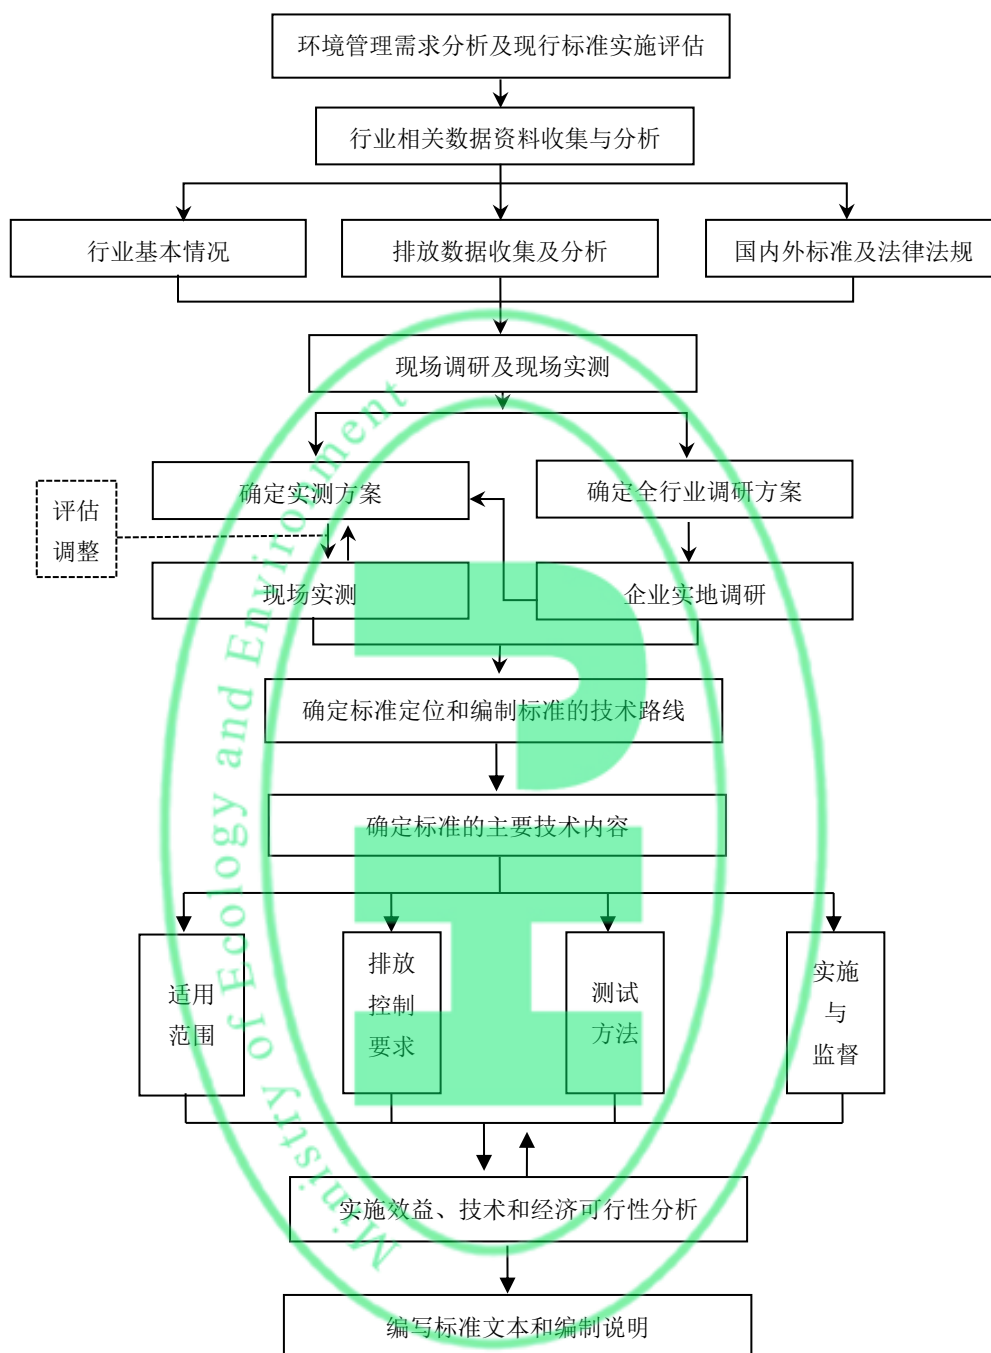 环境管理需求分析及现行标准实施评估
行业相关数据资料收集与分析
行业基本情况
排放数据收集及分析
国内外标准及法律法规
现场调研及现场实测
确定实测方案
确定全行业调研方案
评估
调整
现场实测
企业实地调研
确定标准定位和编制标准的技术路线
确定标准的主要技术内容
适用
范围
排放
控制
要求
测试
方法
实施
与
监督
实施效益、技术和经济可行性分析
编写标准文本和编制说明
Ministry of Ecology and Environment